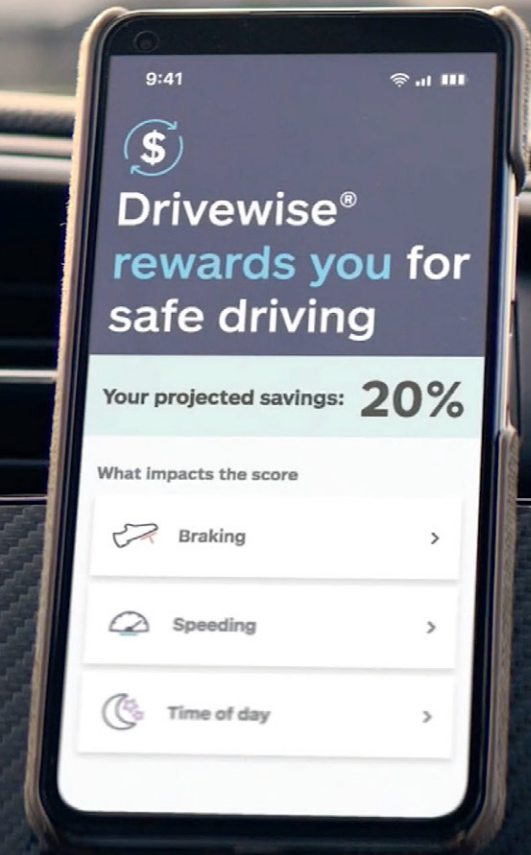 9:41
$
Drivewise®
rewards you for
safe driving
Your projected savings: 20%
What impacts the score
Braking
Speeding
Time of day